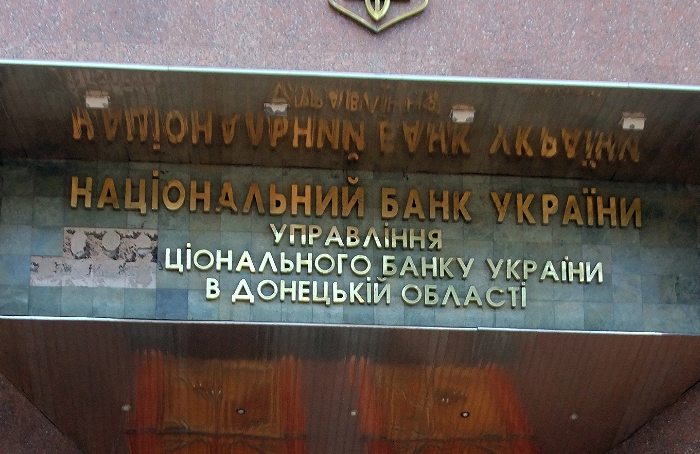 НАЦІОНАЛЬНИЙ БАНК УКРАЇНИ
УПРАВЛІННЯ
ЦІОНАЛЬНОГО БАНКУ УКРАЇНИ
В ДОНЕЦЬКІЙ ОБЛАСТІ